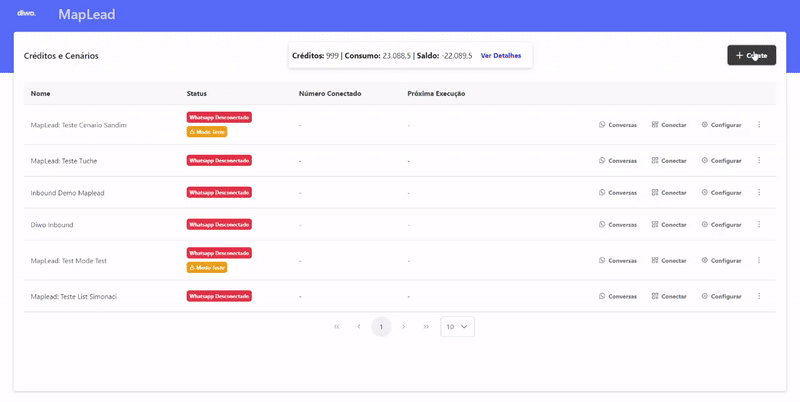 diwo.
MapLead
Créditos e Cenários
Créditos: 999 | Consumo: 23.088,5 | Saldo: -22.089,5 Ver Detalhes
+ Create
Nome Status Número Conectado Próxima Execução
MapLead: Teste Cenario Sandim Whatsapp Desconectado - - Conversas Conectar Configurar
Modo Teste
MapLead: Teste Tuche Whatsapp Desconectado - - Conversas Conectar Configurar
Inbound Demo Maplead Whatsapp Desconectado - - Conversas Conectar Configurar
Diwo Inbound Whatsapp Desconectado - - Conversas Conectar Configurar
MapLead: Test Mode Test Whatsapp Desconectado - - Conversas Conectar Configurar
Modo Teste
Maplead: Teste List Simonaci Whatsapp Desconectado - - Conversas Conectar Configurar
« ‹ 1 › » 10